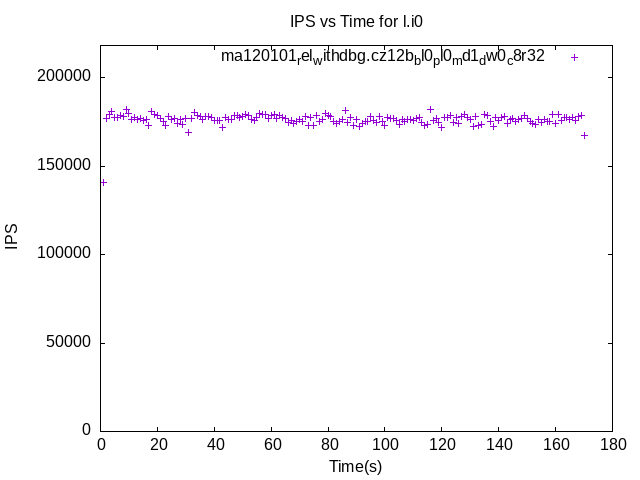 IPS vs Time for l.i0
ma120101relwithdbg.cz12bbl0pl0md1dw0c8r32
200000
150000
100000
50000
0
IPS
0 20 40 60 80 100 120 140 160 180
Time(s)